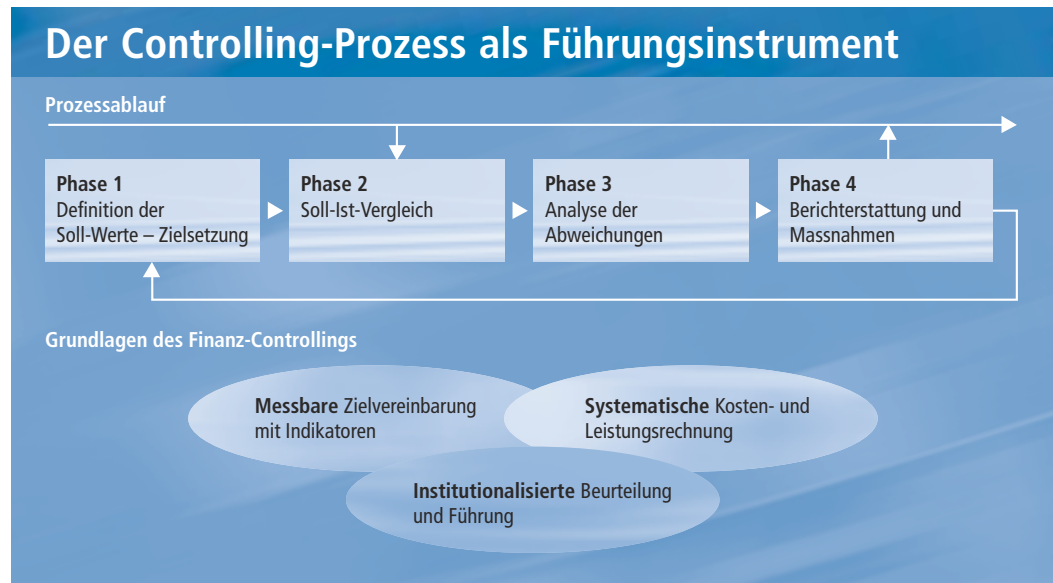 Der Controlling-Prozess als Führungsinstrument
Prozessablauf
Phase 1
Definition der
Soll-Werte – Zielsetzung
Phase 2
Soll-Ist-Vergleich
Phase 3
Analyse der
Abweichungen
Phase 4
Berichterstattung und
Massnahmen
Grundlagen des Finanz-Controllings
Messbare Zielvereinbarung
mit Indikatoren
Systematische Kosten- und
Leistungsrechnung
Institutionalisierte Beurteilung
und Führung